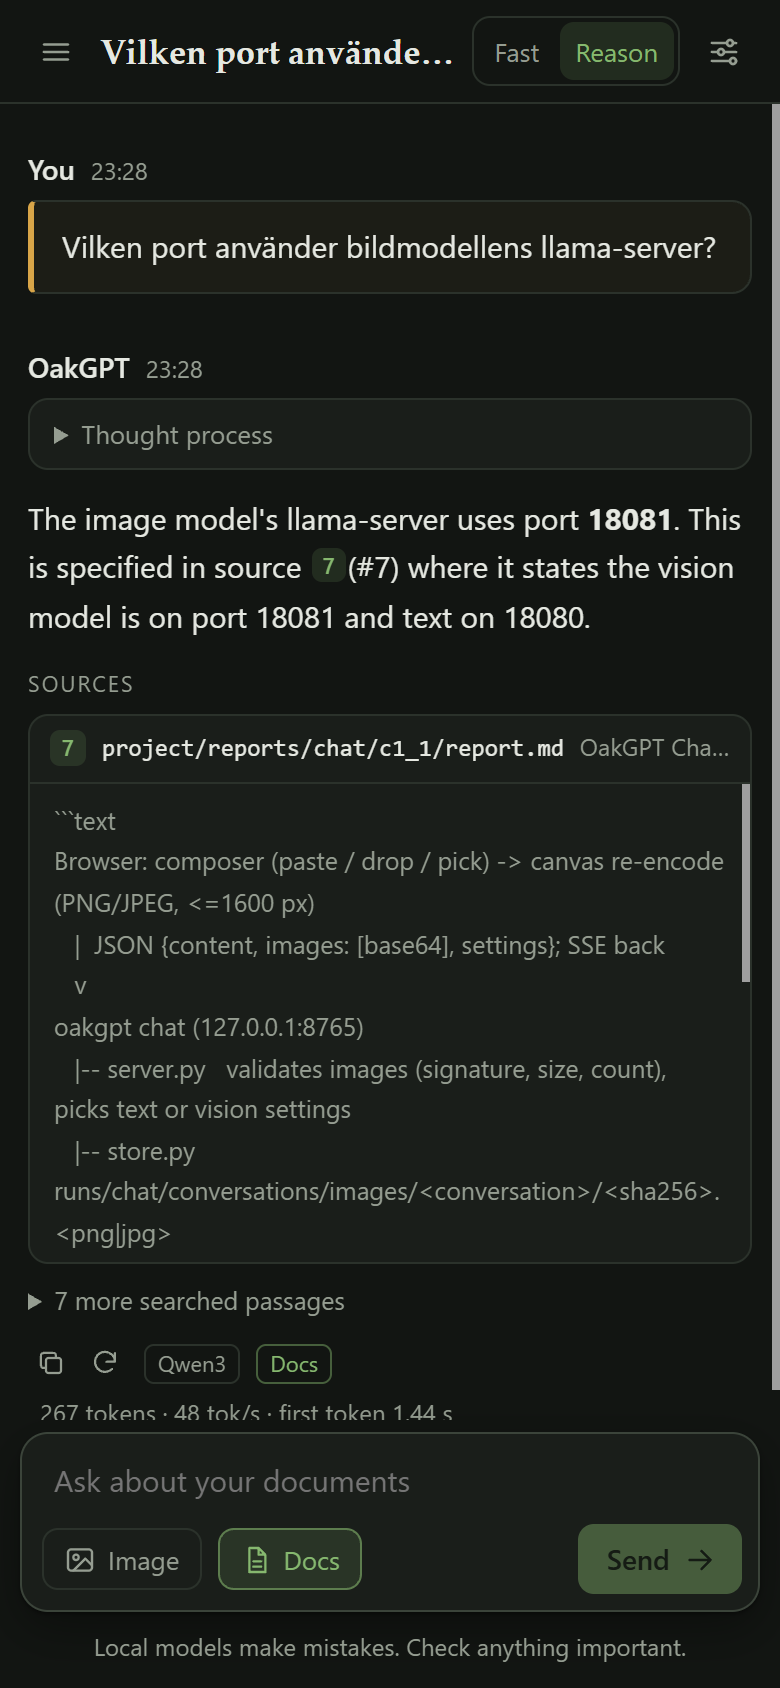 Vilken port använde...
Fast
Reason
You 23:28
Vilken port använder bildmodellens llama-server?
OakGPT 23:28
Thought process
The image model's llama-server uses port 18081. This
is specified in source 7 (#7) where it states the vision
model is on port 18081 and text on 18080.
SOURCES
7 project/reports/chat/c1_1/report.md OakGPT Cha...
```text
Browser: composer (paste / drop / pick) -> canvas re-encode
(PNG/JPEG, <=1600 px)
| JSON {content, images: [base64], settings}; SSE back
v
oakgpt chat (127.0.0.1:8765)
|-- server.py validates images (signature, size, count),
picks text or vision settings
|-- store.py
runs/chat/conversations/images/<conversation>/<sha256>.
<png|jpg>
7 more searched passages
Qwen3 Docs
267 tokens · 48 tok/s · first token 1.44 s
Ask about your documents
Image Docs Send
Local models make mistakes. Check anything important.